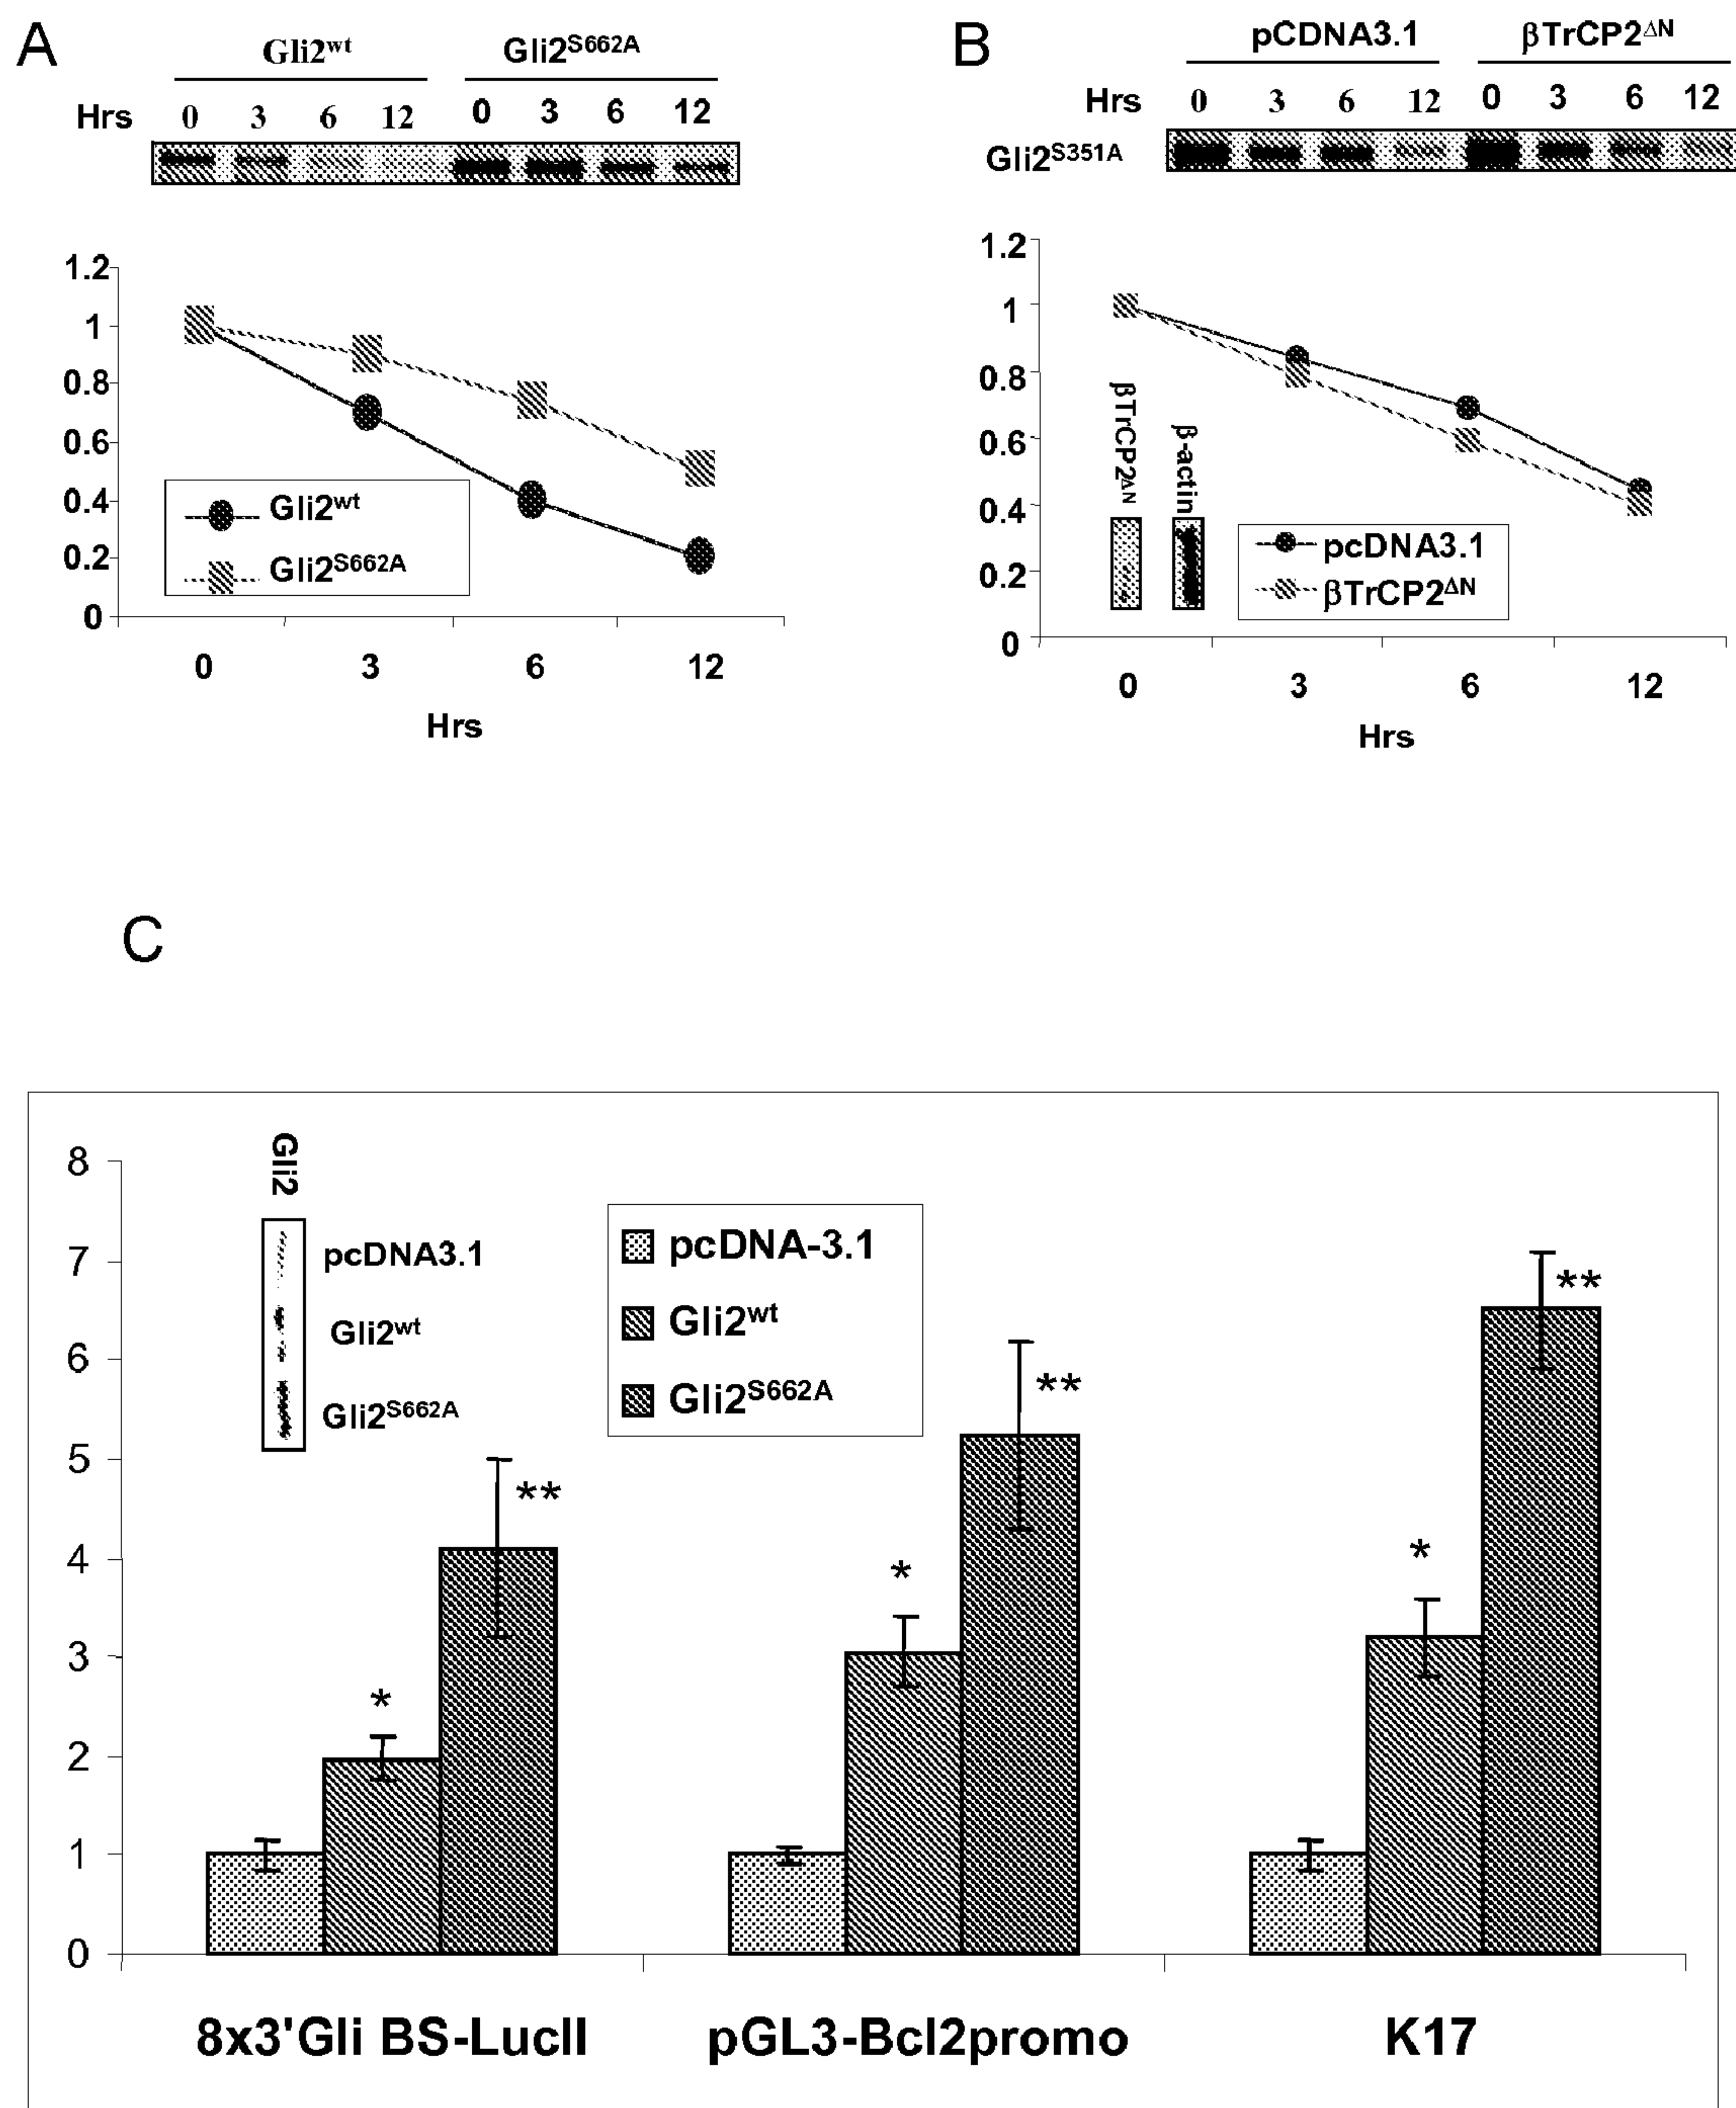 A
Gli2wt Gli2S662A
Hrs 0 3 6 12 0 3 6 12
1.2
1
0.8
0.6
0.4
0.2
0
Gli2wt
Gli2S662A
0 3 6 12
Hrs
B
pCDNA3.1 βTrCP2ΔN
Hrs 0 3 6 12 0 3 6 12
Gli2S351A
1.2
1
0.8
0.6
0.4
0.2
0
βTrCP2ΔN
β-actin
pcDNA3.1
βTrCP2ΔN
0 3 6 12
Hrs
C
8
7
6
5
4
3
2
1
0
Gli2
pcDNA3.1
Gli2wt
Gli2S662A
pcDNA-3.1
Gli2wt
Gli2S662A
* **
* **
* **
8x3'Gli BS-LucII pGL3-Bcl2promo K17